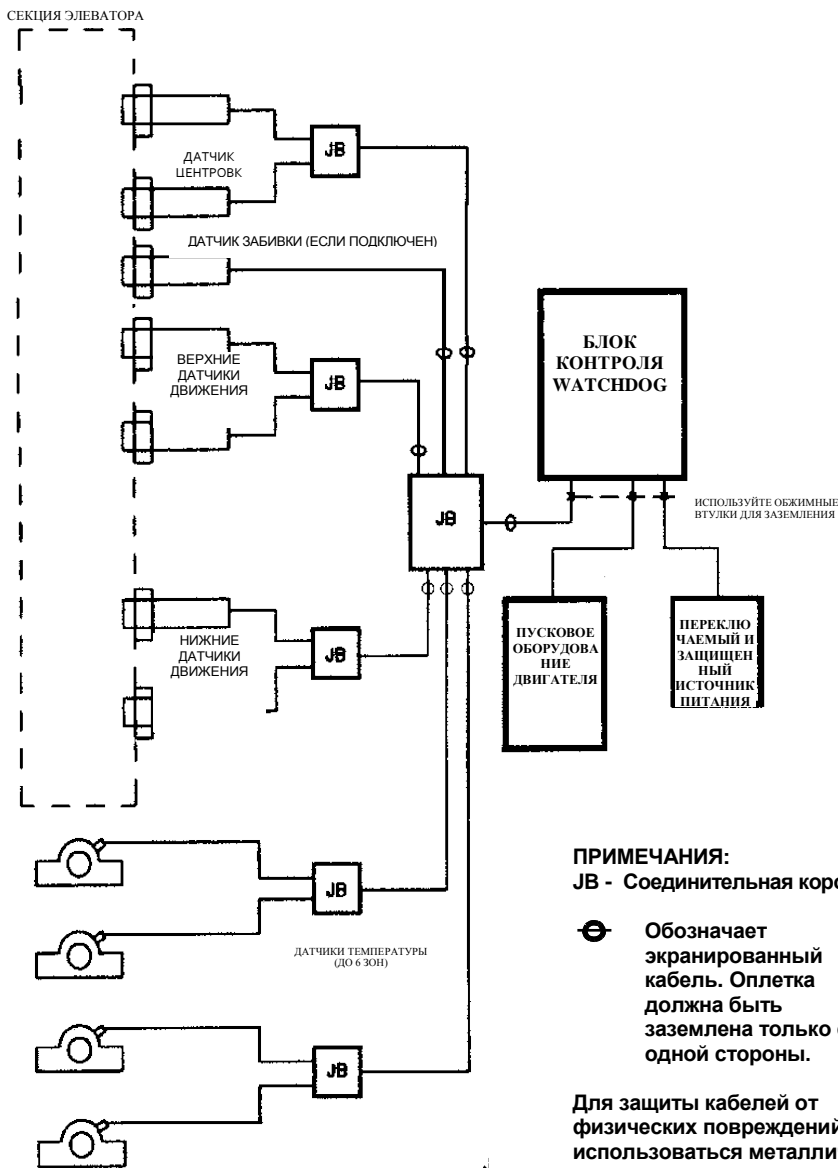 СЕКЦИЯ ЭЛЕВАТОРА
JB
ДАТЧИК
ЦЕНТРОВК
ДАТЧИК ЗАБИВКИ (ЕСЛИ ПОДКЛЮЧЕН)
ВЕРХНИЕ
ДАТЧИКИ
ДВИЖЕНИЯ
JB
БЛОК
КОНТРОЛЯ
WATCHDOG
JB
ИСПОЛЬЗУЙТЕ ОБЖИМНЫЕ
ВТУЛКИ ДЛЯ ЗАЗЕМЛЕНИЯ
НИЖНИЕ
ДАТЧИКИ
ДВИЖЕНИЯ
JB
ПУСКОВОЕ
ОБОРУДОВА
НИЕ
ДВИГАТЕЛЯ
ПЕРЕКЛЮ
ЧАЕМЫЙ И
ЗАЩИЩЕН
НЫЙ
ИСТОЧНИК
ПИТАНИЯ
JB
ДАТЧИКИ ТЕМПЕРАТУРЫ
(ДО 6 ЗОН)
JB
ПРИМЕЧАНИЯ:
JB - Соединительная коро
Обозначает
экранированный
кабель. Оплетка
должна быть
заземлена только
одной стороны.
Для защиты кабелей от
физических повреждений
использоваться металли